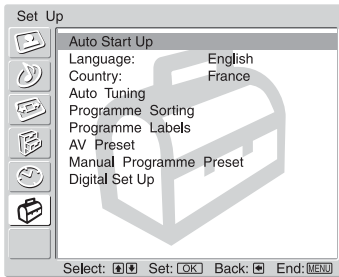 Set Up
Auto Start Up
Language: English
Country: France
Auto Tuning
Programme Sorting
Programme Labels
AV Preset
Manual Programme Preset
Digital Set Up
Select: Set: OK Back: End: MENU